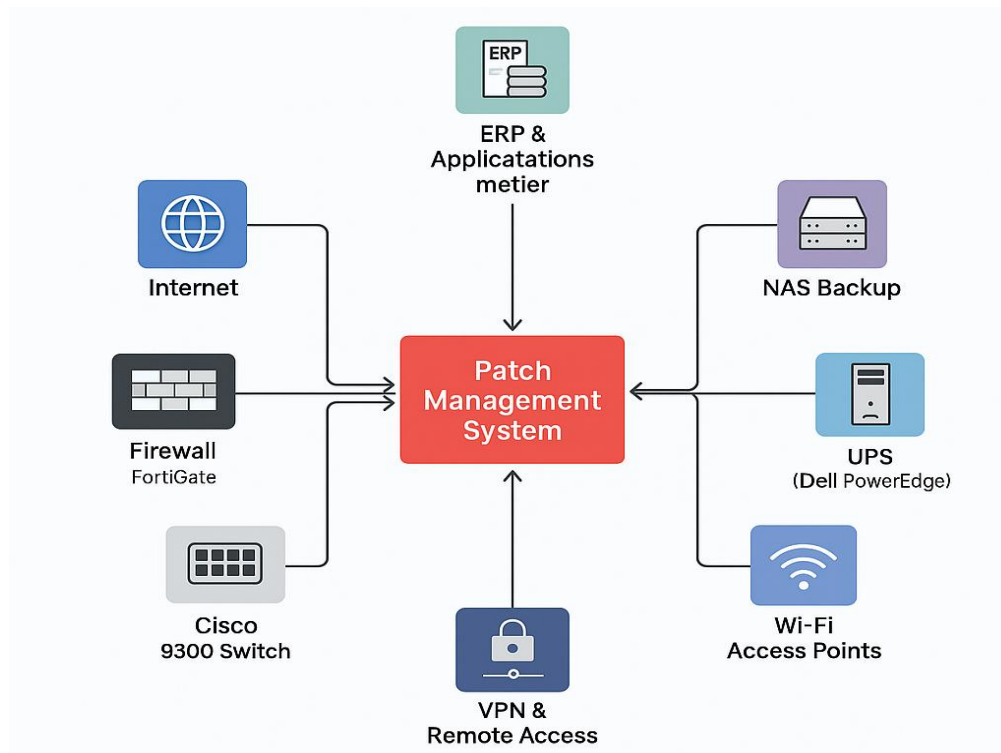 ERP
ERP &
Applicatations
metier
Internet
NAS Backup
Patch
Management
System
Firewall
FortiGate
UPS
(Dell PowerEdge)
Cisco
9300 Switch
Wi-Fi
Access Points
VPN &
Remote Access